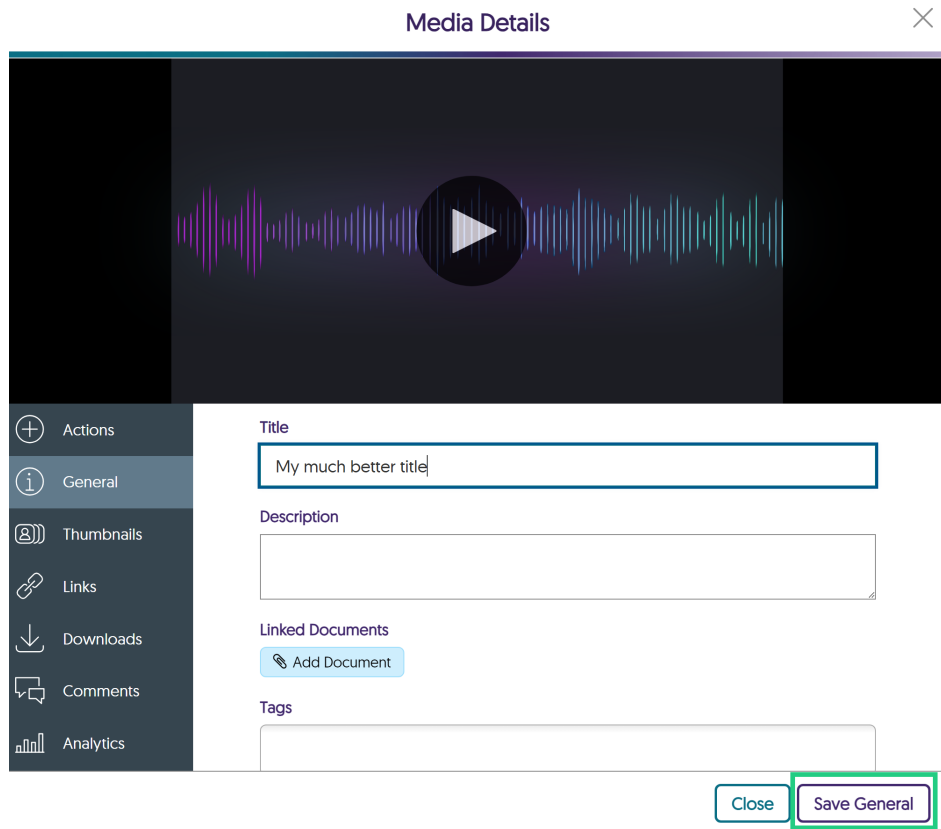 Media Details
Actions
General
Thumbnails
Links
Downloads
Comments
Analytics
Title
My much better title
Description
Linked Documents
Add Document
Tags
Close
Save General